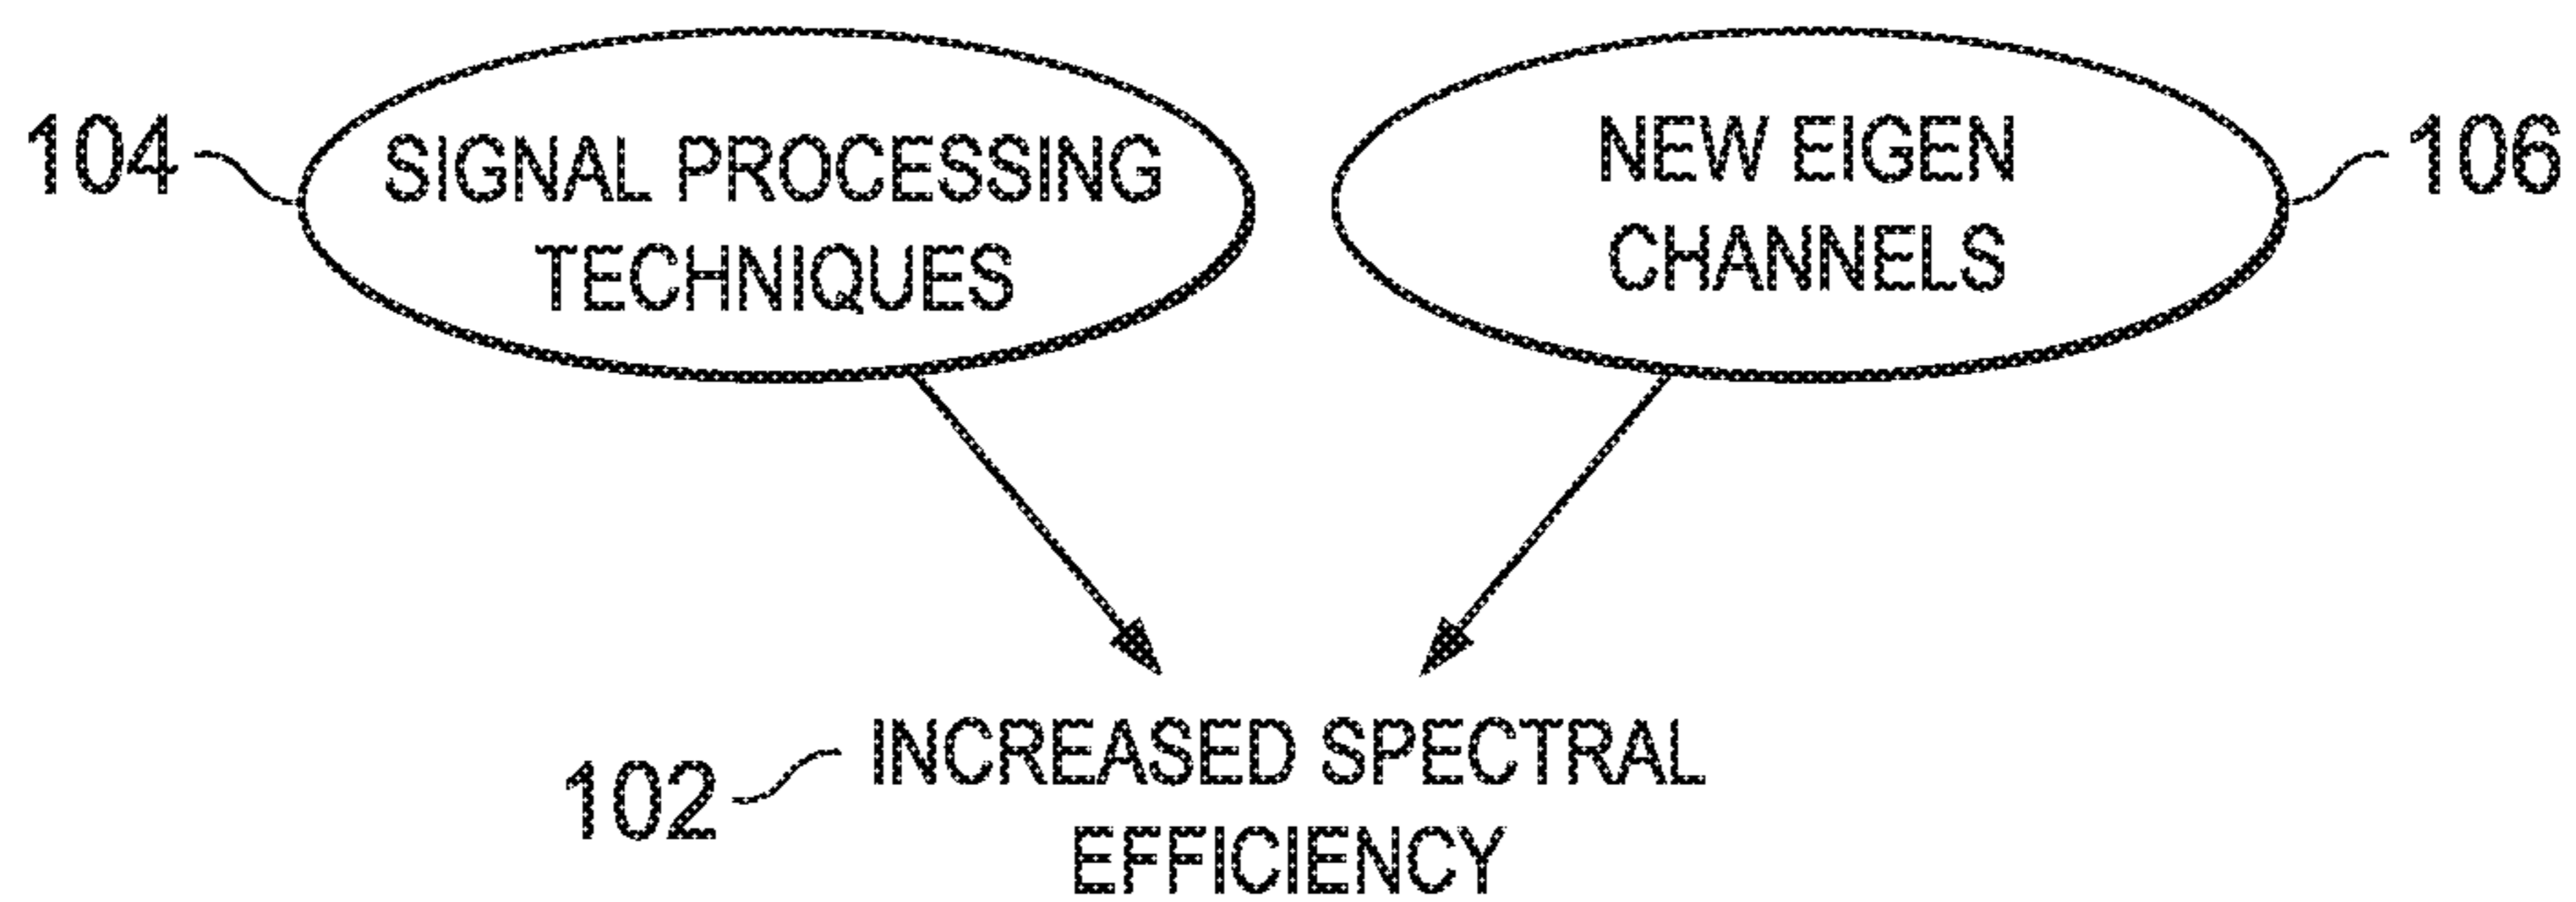 104
SIGNAL PROCESSING
TECHNIQUES
NEW EIGEN
CHANNELS
106
102
INCREASED SPECTRAL
EFFICIENCY